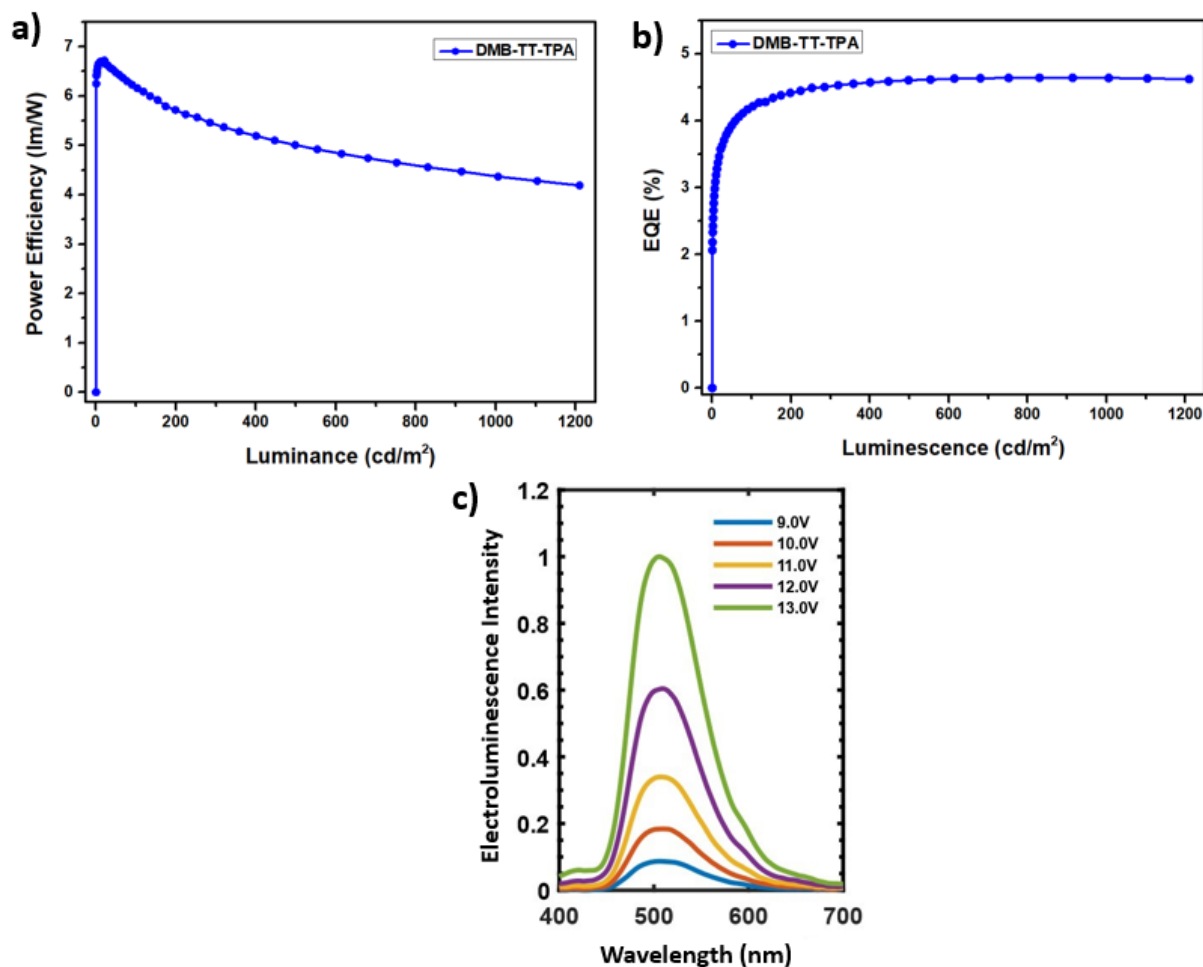 a)
DMB-TT-TPA
Power Efficiency (lm/W)
7
6
5
4
3
2
1
0
0 200 400 600 800 1000 1200
Luminance (cd/m²)
b)
DMB-TT-TPA
EQE (%)
5
4
3
2
1
0
0 200 400 600 800 1000 1200
Luminescence (cd/m²)
c)
Electroluminescence Intensity
1.2
1
0.8
0.6
0.4
0.2
0
9.0V
10.0V
11.0V
12.0V
13.0V
400 500 600 700
Wavelength (nm)